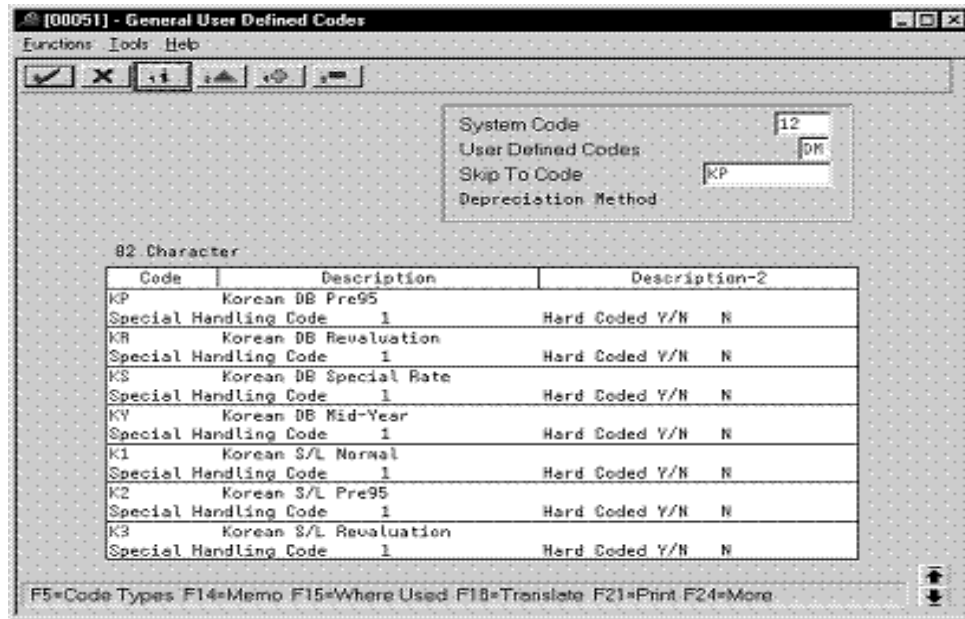 [00051] - General User Defined Codes
Functions Tools Help
System Code 12
User Defined Codes DM
Skip To Code KP
Depreciation Method
02 Character
Code Description Description-2
KP Korean DB Pre95
Special Handling Code 1 Hard Coded Y/N N
KR Korean DB Revaluation
Special Handling Code 1 Hard Coded Y/N N
KS Korean DB Special Rate
Special Handling Code 1 Hard Coded Y/N N
KY Korean DB Mid-Year
Special Handling Code 1 Hard Coded Y/N N
K1 Korean S/L Normal
Special Handling Code 1 Hard Coded Y/N N
K2 Korean S/L Pre95
Special Handling Code 1 Hard Coded Y/N N
K3 Korean S/L Revaluation
Special Handling Code 1 Hard Coded Y/N N
F5=Code Types F14=Memo F15=Where Used F18=Translate F21=Print F24=More